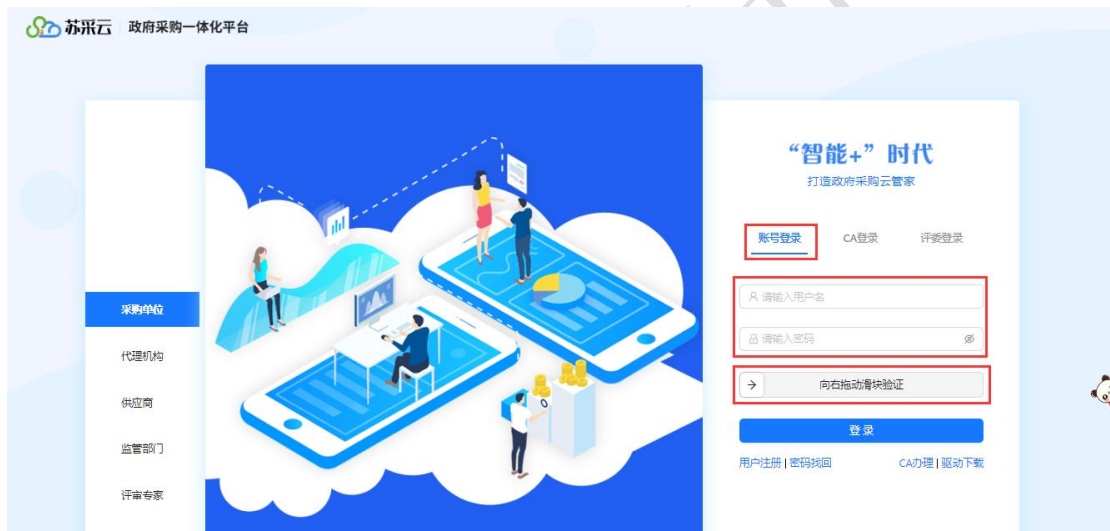 苏采云 政府采购一体化平台
“智能+”时代
打造政府采购云管家
账号登录 CA登录 评委登录
请输入用户名
请输入密码
向右拖动滑块验证
登录
用户注册 | 密码找回 CA办理 | 驱动下载
采购单位
代理机构
供应商
监管部门
评审专家